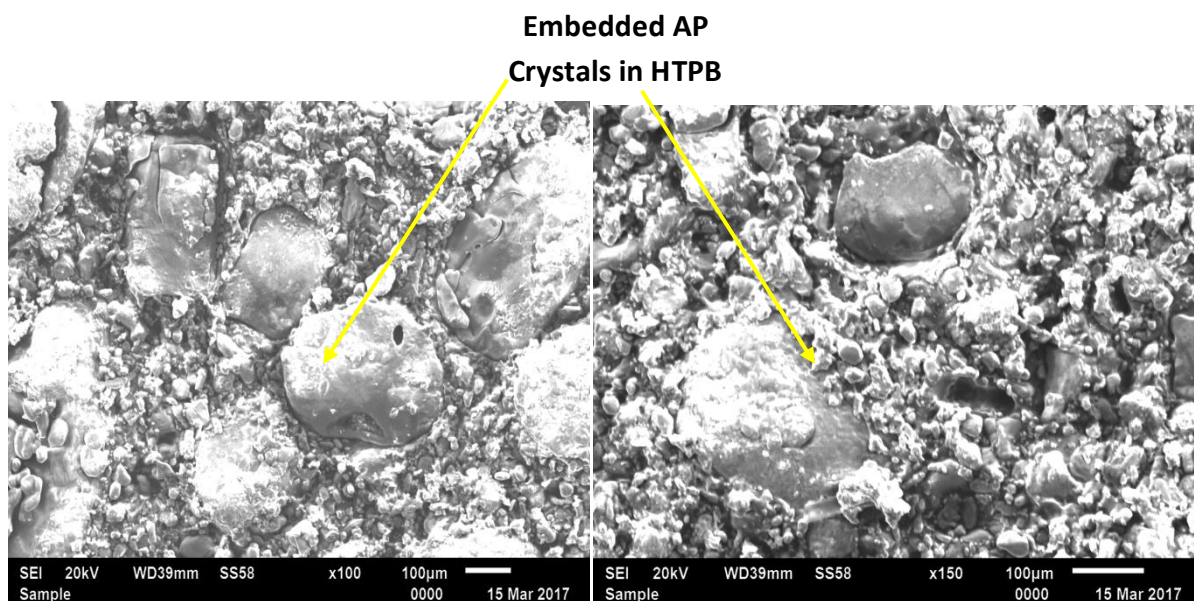 Embedded AP
Crystals in HTPB
SEI 20kV WD39mm SS58 x100 100µm
Sample 0000 15 Mar 2017
SEI 20kV WD39mm SS58 x150 100µm
Sample 0000 15 Mar 2017